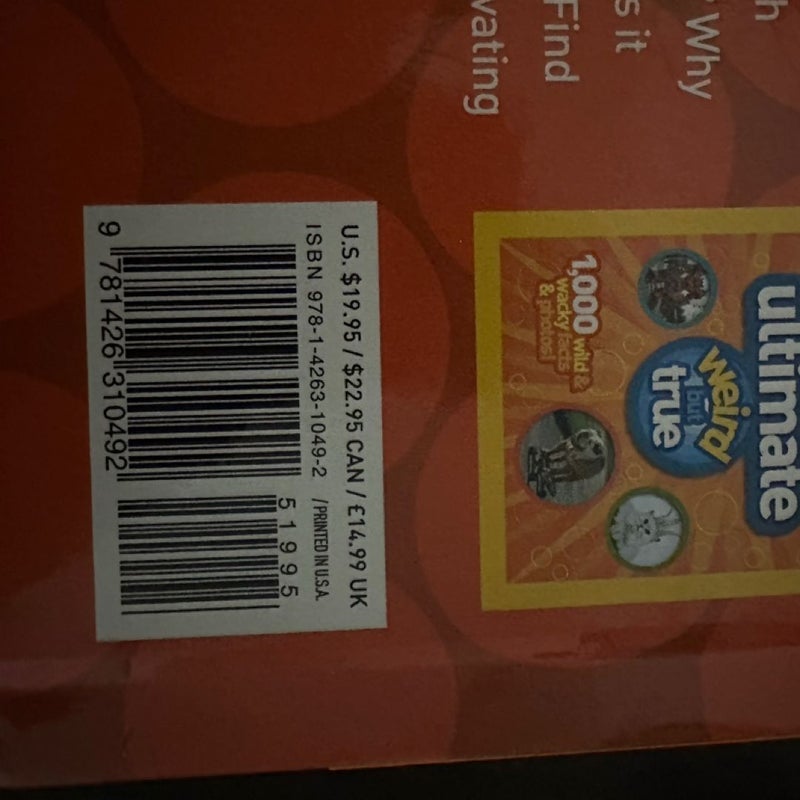 th
Why
s it
Find
vating
U.S. $19.95 / $22.95 CAN / £14.99 UK
ISBN 978-1-4263-1049-2 /PRINTED IN U.S.A.
9 781426 310492
51995
ultimate
weird
but
true
1,000 wild &
wacky facts
& photos!